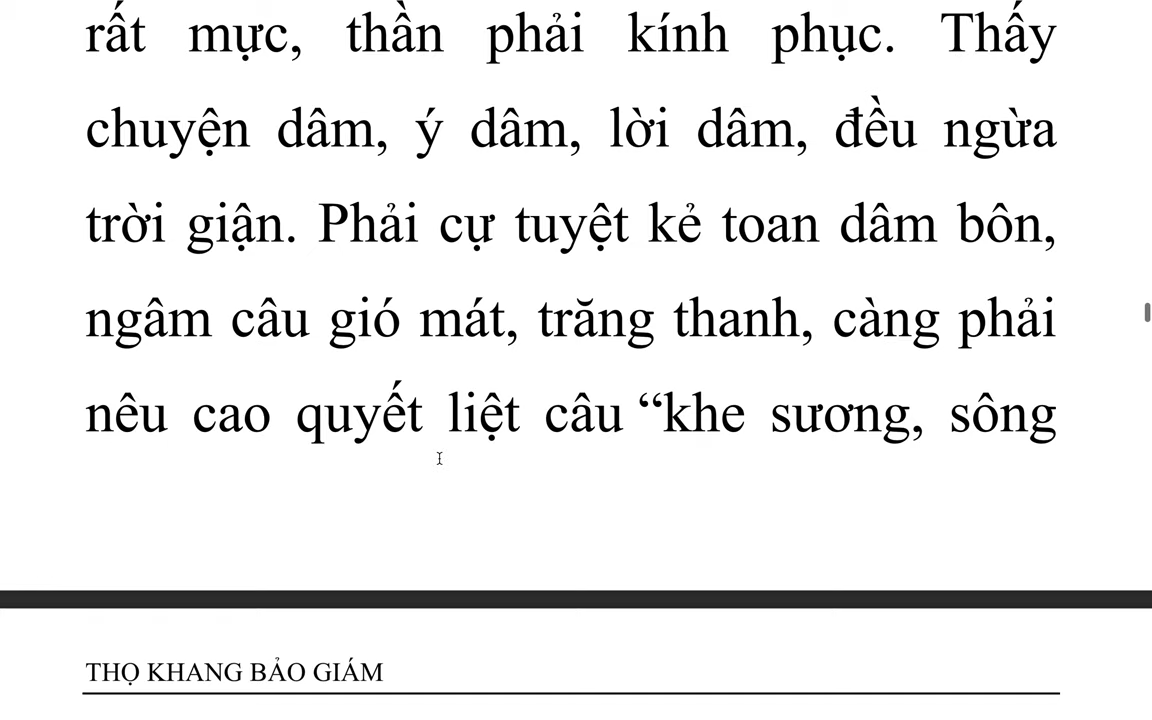 rất mực, thần phải kính phục. Thấy
chuyện dâm, ý dâm, lời dâm, đều ngừa
trời giận. Phải cự tuyệt kẻ toan dâm bôn,
ngâm câu gió mát, trăng thanh, càng phải
nêu cao quyết liệt câu “khe sương, sông
THỌ KHANG BẢO GIÁM